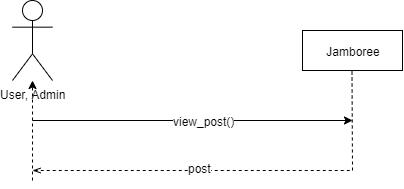 Jamboree
User, Admin
view_post()
post